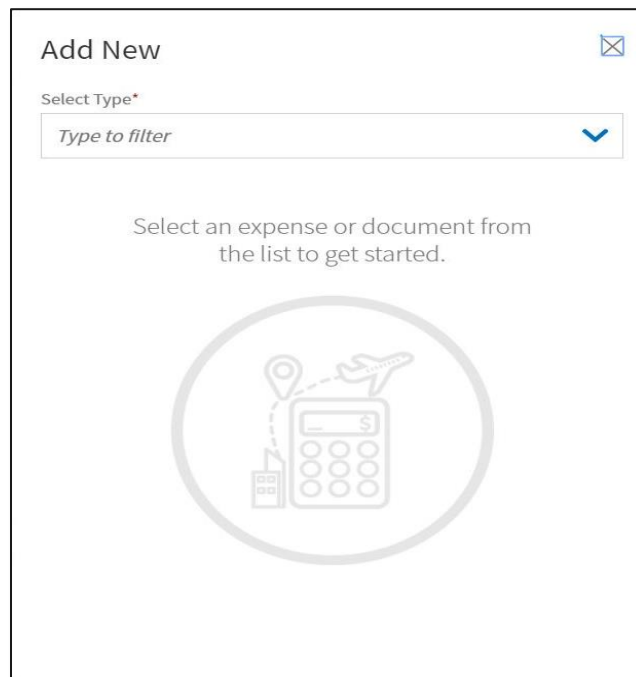 Add New
Select Type*
Type to filter
Select an expense or document from
the list to get started.
$